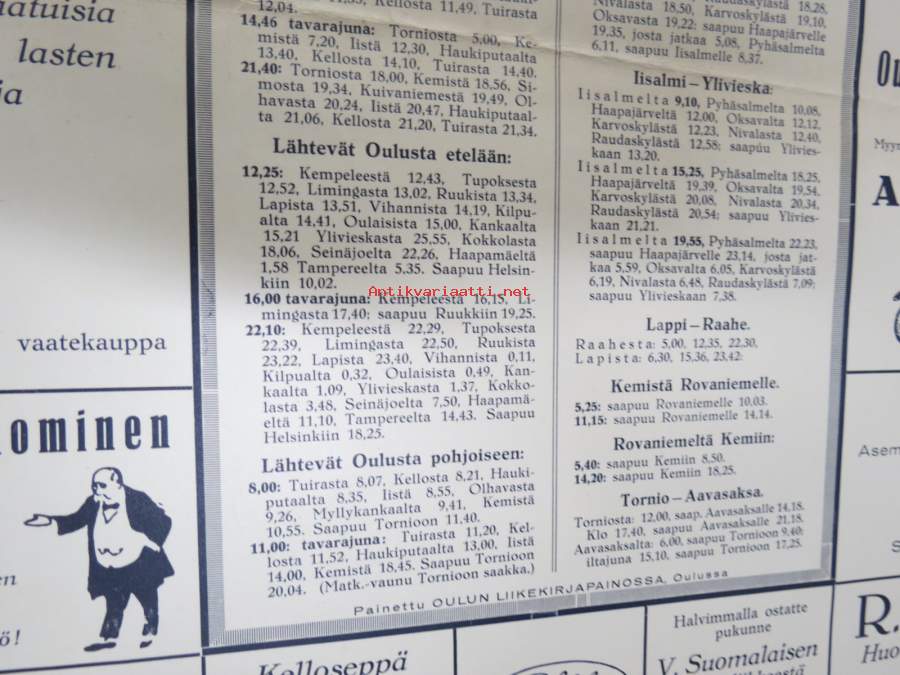 atuisia
lasten
ja
vaatekauppa
ominen
en
ö!
12,04. 11,49, Tuirasta
14,46 tavarajuna: Torniosta 5,00, Ke-
mistä 7,20, Iistä 12,30, Haukiputaalta
13,40, Kellosta 14,10, Tuirasta 14,40.
21,40: Torniosta 18,00, Kemistä 18,56, Si-
mosta 19,34, Kuivaniemestä 19,49, Ol-
havasta 20,24, Iistä 20,47, Haukiputaal-
ta 21,06, Kellosta 21,20, Tuirasta 21,34.
Lähtevät Oulusta etelään:
12,25: Kempeleestä 12,43, Tupoksesta
12,52, Limingasta 13,02, Ruukista 13,34,
Lapista 13,51, Vihannista 14,19, Kilpu-
alta 14,41, Oulaisista 15,00, Kankaalta
15,21 Ylivieskasta 25,55, Kokkolasta
18,06, Seinäjoelta 22,26, Haapamäeltä
1,58 Tampereelta 5,35. Saapuu Helsin-
kiin 10,02.
Antikvariaatti.net
16,00 tavarajuna: Kempeleestä 16,15, Li-
mingasta 17,40; saapuu Ruukkiin 19,25.
22,10: Kempeleestä 22,29, Tupoksesta
22,39, Limingasta 22,50, Ruukista
23,22, Lapista 23,40, Vihannista 0,11,
Kilpualta 0,32, Oulaisista 0,49, Kan-
kaalta 1,09, Ylivieskasta 1,37, Kokko-
lasta 3,48, Seinäjoelta 7,50, Haapamä-
eltä 11,10, Tampereelta 14,43. Saapuu
Helsinkiin 18,25.
Lähtevät Oulusta pohjoiseen:
8,00: Tuirasta 8,07, Kellosta 8,21, Hauki-
putaalta 8,35, Iistä 8,55, Olhavasta
9,26, Myllykankaalta 9,41, Kemistä
10,55. Saapuu Tornioon 11,40.
11,00: tavarajuna: Tuirasta 11,20, Kel-
losta 11,52, Haukiputaalta 13,00, Iistä
14,00, Kemistä 18,45. Saapuu Tornioon
20,04. (Matk.-vaunu Tornioon saakka.)
18,28,
Nivalasta 18,50, Karvoskylästä 19,10,
Oksavasta 19,22; saapuu Haapajärvelle
19,35, josta jatkaa 5,08, Pyhäsalmelta
6,11, saapuu Iisalmelle 8,37.
Iisalmi-Ylivieska:
Iisalmelta 9,10, Pyhäsalmelta 10,08,
Haapajärveltä 12,00, Oksavalta 12,12,
Karvoskylästä 12,23, Nivalasta 12,40,
Raudaskylästä 12,58; saapuu Ylivies-
kaan 13,20.
Iisalmelta 15,25, Pyhäsalmelta 18,25,
Haapajärveltä 19,39, Oksavalta 19,54,
Karvoskylästä 20,08, Nivalasta 20,34,
Raudaskylästä 20,54; saapuu Ylivies-
kaan 21,21.
Iisalmelta 19,55, Pyhäsalmelta 22,23,
saapuu Haapajärvelle 23,14, josta jat-
kaa 5,59, Oksavalta 6,05, Karvoskylästä
6,19, Nivalasta 6,48, Raudaskylästä 7,09;
saapuu Ylivieskaan 7,38.
Lappi-Raahe.
Raahesta: 5,00, 12,35, 22,30,
Lapista: 6,30, 15,36, 23,42.
Kemistä Rovaniemelle.
5,25: saapuu Rovaniemelle 10,03.
11,15: saapuu Rovaniemelle 14,14.
Rovaniemeltä Kemiin:
5,40: saapuu Kemiin 8,50.
14,20: saapuu Kemiin 18,25.
Tornio-Aavasaksa.
Torniosta: 12,00, saap. Aavasaksalle 14,18.
Klo 17,40, saapuu Aavasaksalle 21,18.
Aavasaksalta: 6,00, saapuu Tornioon 9,40;
iltajuna 15,10, saapuu Tornioon 17,25.
Painettu OULUN LIIKEKIRJAPAINOSSA, Oulussa
Kelloseppä
Halvimmalla ostatte
pukunne
V. Suomalaisen
Ou
Myy
A
Asem
S
R.
Huo